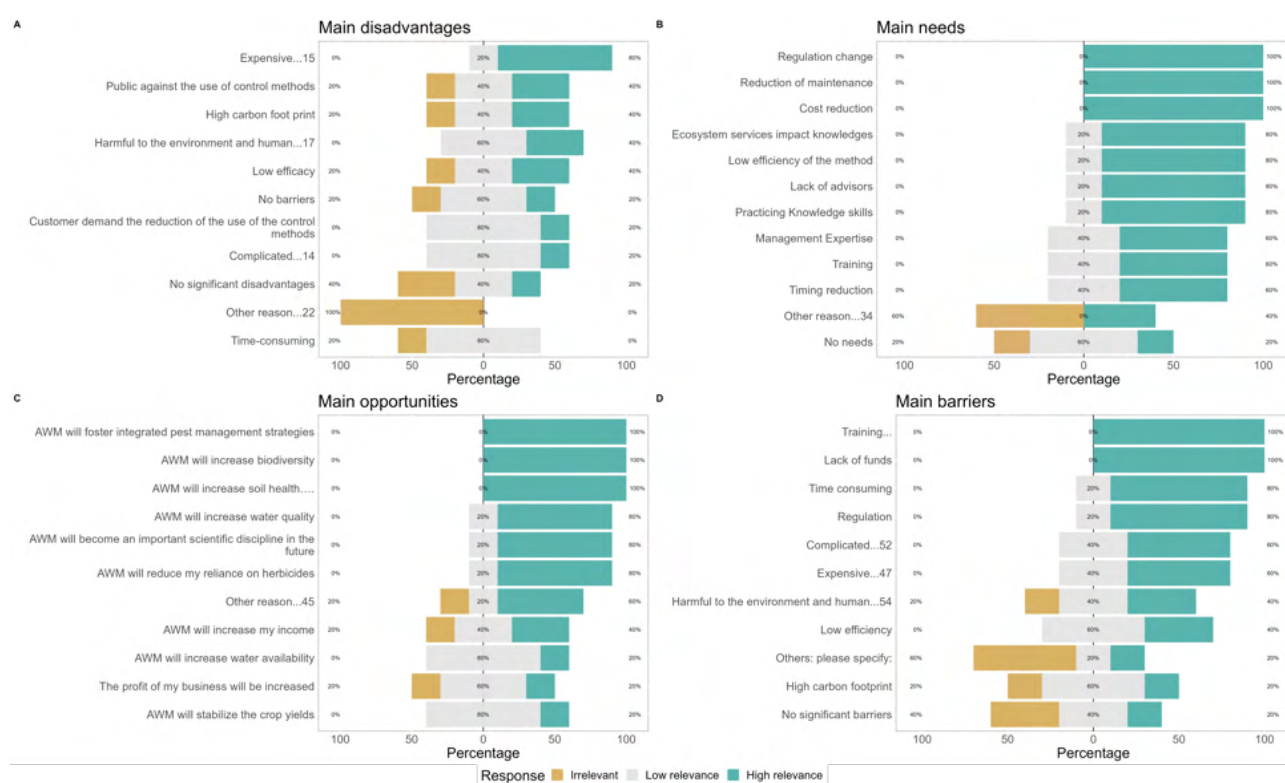 A
Main disadvantages
Expensive...15 0% 20% 80%
Public against the use of control methods 20% 40% 40%
High carbon foot print 20% 40% 40%
Harmful to the environment and human...17 0% 60% 40%
Low efficacy 20% 40% 40%
No barriers 20% 60% 20%
Customer demand the reduction of the use of the control
methods 0% 80% 20%
Complicated...14 0% 80% 20%
No significant disadvantages 40% 40% 20%
Other reason...22 100% 0% 0%
Time-consuming 20% 80% 0%
100 50 0 50 100
Percentage
B
Main needs
Regulation change 0% 0% 100%
Reduction of maintenance 0% 0% 100%
Cost reduction 0% 0% 100%
Ecosystem services impact knowledges 0% 20% 80%
Low efficiency of the method 0% 20% 80%
Lack of advisors 0% 20% 80%
Practicing Knowledge skills 0% 20% 80%
Management Expertise 0% 40% 60%
Training 0% 40% 60%
Timing reduction 0% 40% 60%
Other reason...34 60% 0% 40%
No needs 20% 60% 20%
100 50 0 50 100
Percentage
C
Main opportunities
AWM will foster integrated pest management strategies 0% 0% 100%
AWM will increase biodiversity 0% 0% 100%
AWM will increase soil health.... 0% 0% 100%
AWM will increase water quality 0% 20% 80%
AWM will become an important scientific discipline in the
future 0% 20% 80%
AWM will reduce my reliance on herbicides 0% 20% 80%
Other reason...45 20% 20% 60%
AWM will increase my income 20% 40% 40%
AWM will increase water availability 0% 80% 20%
The profit of my business will be increased 20% 60% 20%
AWM will stabilize the crop yields 0% 80% 20%
100 50 0 50 100
Percentage
D
Main barriers
Training... 0% 0% 100%
Lack of funds 0% 0% 100%
Time consuming 0% 20% 80%
Regulation 0% 20% 80%
Complicated...52 0% 40% 60%
Expensive...47 0% 40% 60%
Harmful to the environment and human...54 20% 40% 40%
Low efficiency 0% 60% 40%
Others: please specify: 60% 20% 20%
High carbon footprint 20% 60% 20%
No significant barriers 40% 40% 20%
100 50 0 50 100
Percentage
Response Irrelevant Low relevance High relevance